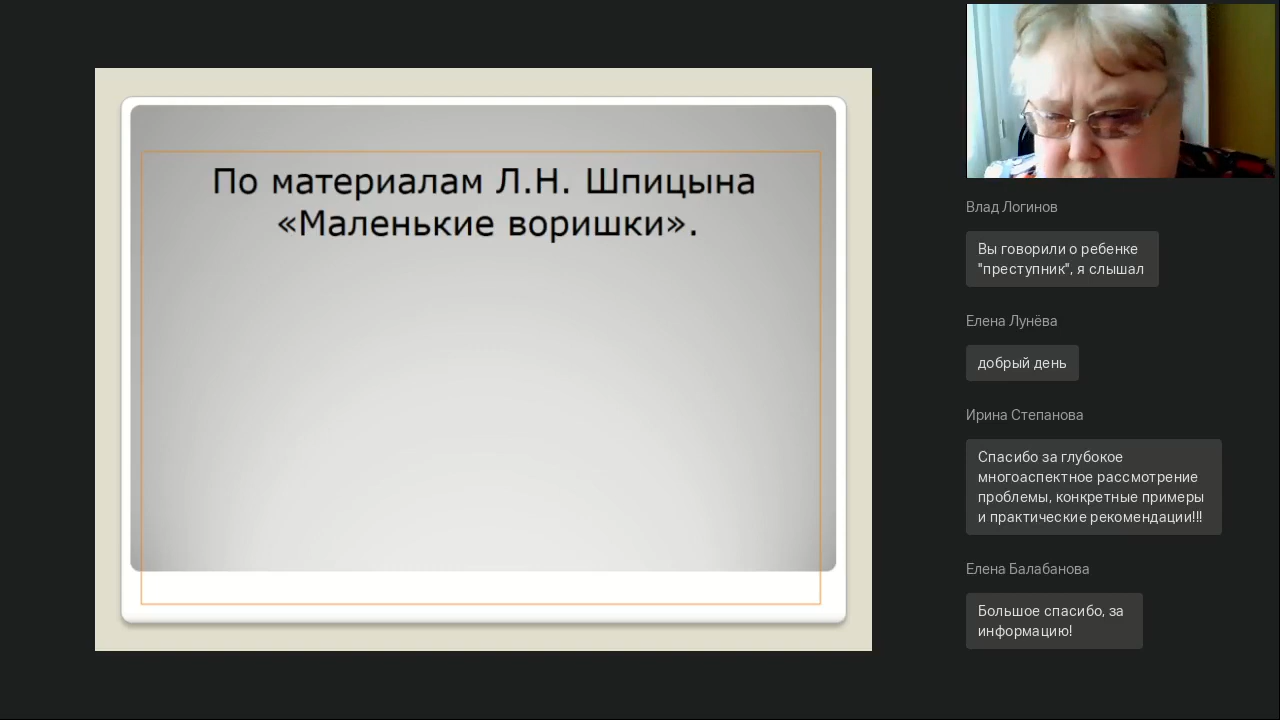 По материалам Л.Н. Шпицына
«Маленькие воришки».
Влад Логинов
Вы говорили о ребенке
"преступник", я слышал
Елена Лунёва
добрый день
Ирина Степанова
Спасибо за глубокое
многоаспектное рассмотрение
проблемы, конкретные примеры
и практические рекомендации!!!
Елена Балабанова
Большое спасибо, за
информацию!